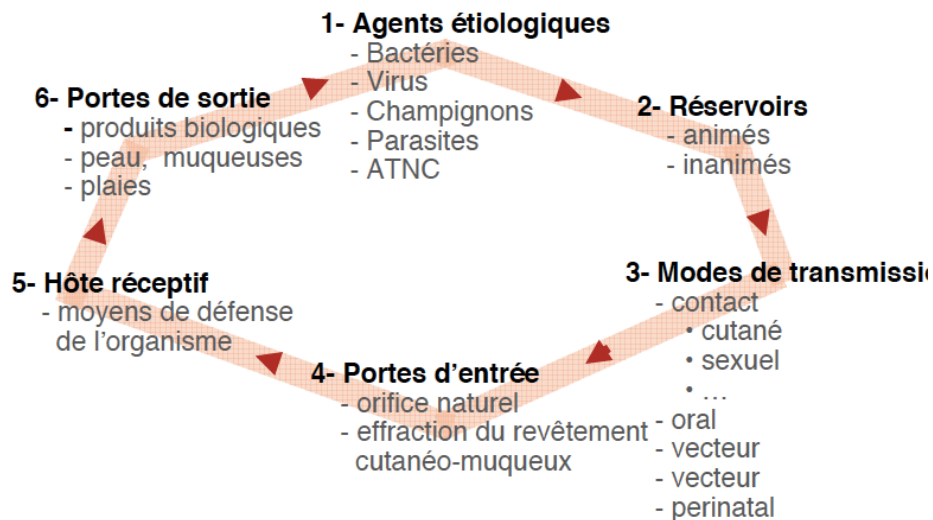 1- Agents étiologiques
- Bactéries
- Virus
- Champignons
- Parasites
- ATNC
2- Réservoirs
- animés
- inanimés
3- Modes de transmissi
- contact
• cutané
• sexuel
• ...
- oral
- vecteur
- vecteur
- perinatal
4- Portes d'entrée
- orifice naturel
- effraction du revêtement
cutanéo-muqueux
5- Hôte réceptif
- moyens de défense
de l'organisme
6- Portes de sortie
- produits biologiques
- peau, muqueuses
- plaies